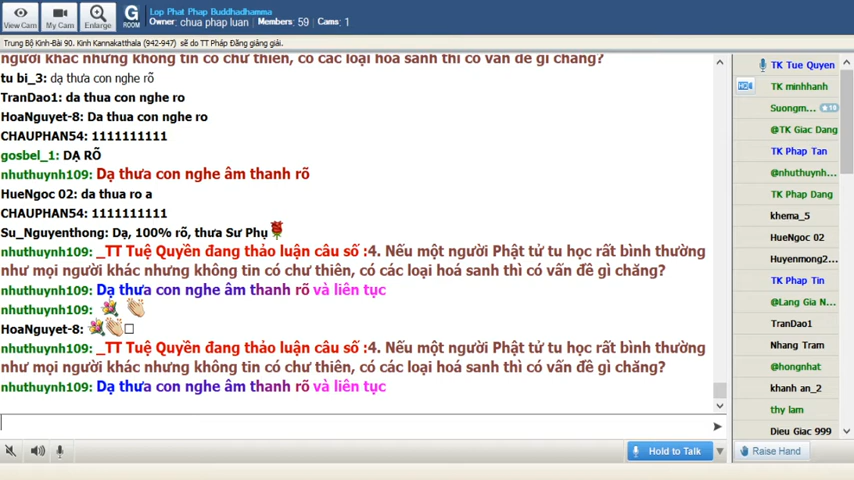 Lop Phat Phap Buddhadhamma
Owner: chua phap luan Members: 59 Cams: 1
View Cam My Cam Enlarge G ROOM
Trung Bộ Kinh-Bài 90. Kinh Kannakatthala (942-947) sẽ do TT Pháp Đăng giảng giải.
người khác nhưng không tin có chư thiên, có các loại hoá sanh thì có vấn đề gì chăng?
tu bi_3: dạ thưa con nghe rõ
TranDao1: da thua con nghe ro
HoaNguyet-8: Da thua con nghe ro
CHAUPHAN54: 1111111111
gosbel_1: DẠ RÕ
nhuthuynh109: Dạ thưa con nghe âm thanh rõ
HueNgoc 02: da thua ro a
CHAUPHAN54: 1111111111
Su_Nguyenthong: Dạ, 100% rõ, thưa Sư Phụ
nhuthuynh109: _TT Tuệ Quyền đang thảo luận câu số :4. Nếu một người Phật tử tu học rất bình thường
như mọi người khác nhưng không tin có chư thiên, có các loại hoá sanh thì có vấn đề gì chăng?
nhuthuynh109: Dạ thưa con nghe âm thanh rõ và liên tục
nhuthuynh109:
HoaNguyet-8:
nhuthuynh109: _TT Tuệ Quyền đang thảo luận câu số :4. Nếu một người Phật tử tu học rất bình thường
như mọi người khác nhưng không tin có chư thiên, có các loại hoá sanh thì có vấn đề gì chăng?
nhuthuynh109: Dạ thưa con nghe âm thanh rõ và liên tục
TK Tue Quyen
TK minhhanh
Suongm... 18
@TK Giac Dang
TK Phap Tan
@nhuthuynh...
TK Phap Dang
khema_5
HueNgoc 02
Huyenmong2...
TK Phap Tin
@Lang Gia N...
TranDao1
Nhang Tram
@hongnhat
khanh an_2
thy lam
Dieu Giac 999
Hold to Talk
Raise Hand